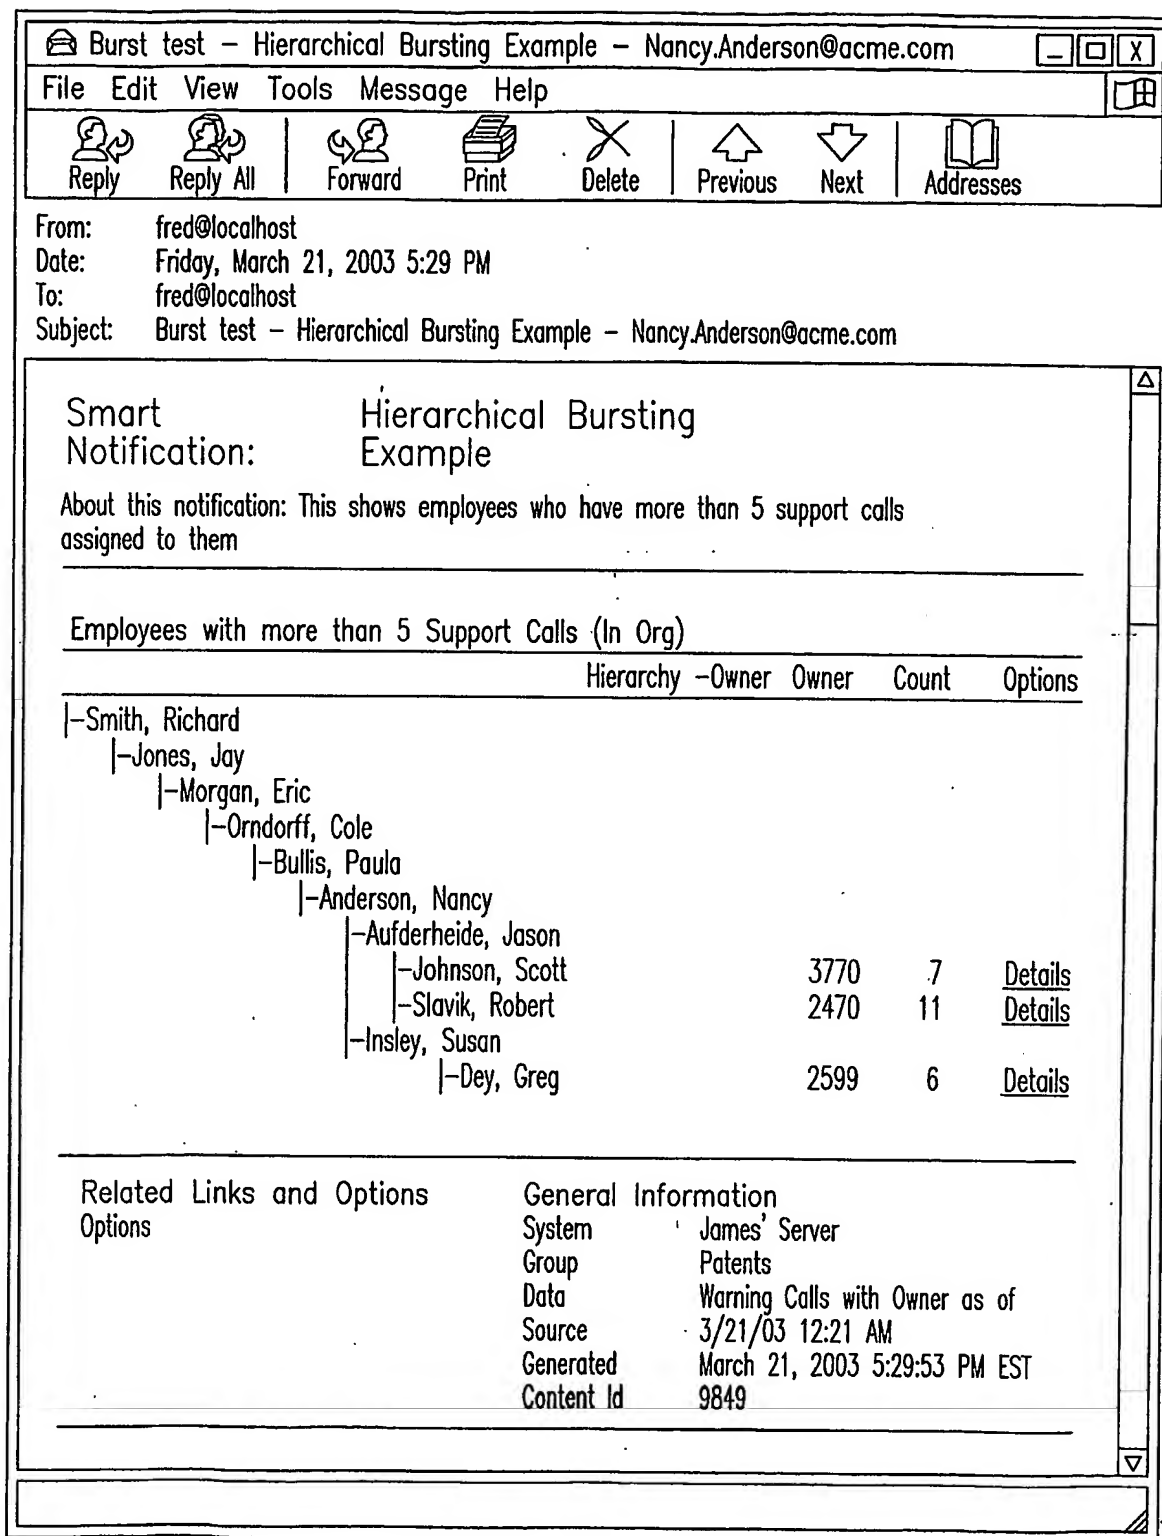 Burst test – Hierarchical Bursting Example – Nancy.Anderson@acme.com
File Edit View Tools Message Help
Reply Reply All Forward Print Delete Previous Next Addresses
From: fred@localhost
Date: Friday, March 21, 2003 5:29 PM
To: fred@localhost
Subject: Burst test – Hierarchical Bursting Example – Nancy.Anderson@acme.com
Smart Hierarchical Bursting
Notification: Example
About this notification: This shows employees who have more than 5 support calls
assigned to them
Employees with more than 5 Support Calls (In Org)
Hierarchy –Owner Owner Count Options
|–Smith, Richard
|–Jones, Jay
|–Morgan, Eric
|–Orndorff, Cole
|–Bullis, Paula
|–Anderson, Nancy
|–Aufderheide, Jason
|–Johnson, Scott 3770 7 Details
|–Slavik, Robert 2470 11 Details
|–Insley, Susan
|–Dey, Greg 2599 6 Details
Related Links and Options General Information
Options System James' Server
Group Patents
Data Warning Calls with Owner as of
Source 3/21/03 12:21 AM
Generated March 21, 2003 5:29:53 PM EST
Content Id 9849